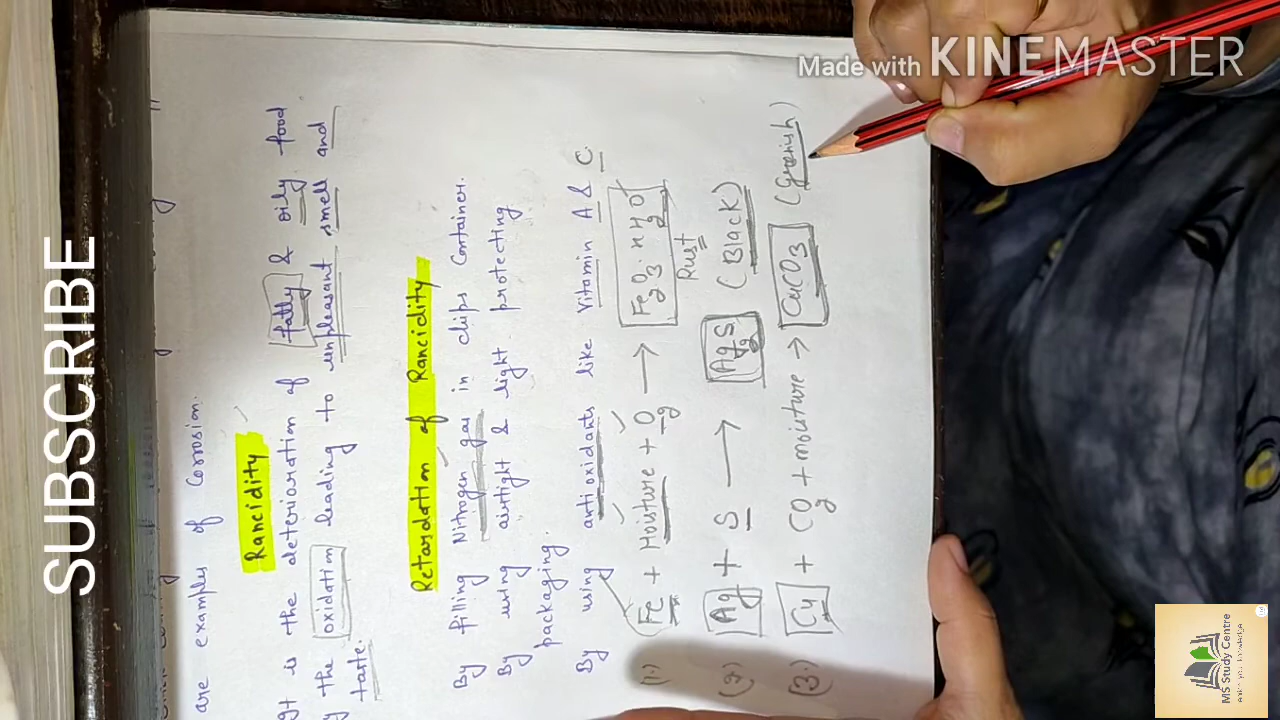 are examples of Corrosion.
Rancidity
It is the deterioration of fatty & oily food
the oxidation leading to unpleasant smell and
taste.
Retardation of Rancidity
By filling Nitrogen gas in chips Container.
By using airtight & light protecting
packaging.
By using antioxidants like Vitamin A & C.
(1.) Fe + Moisture + O2 → Fe2O3.xH2O
Rust
(2.) Ag + S → Ag2S (Black)
(3.) Cu + CO2 + moisture → CuCO3 (Greenish)
SUBSCRIBE
Made with KINEMASTER
MS Study Centre